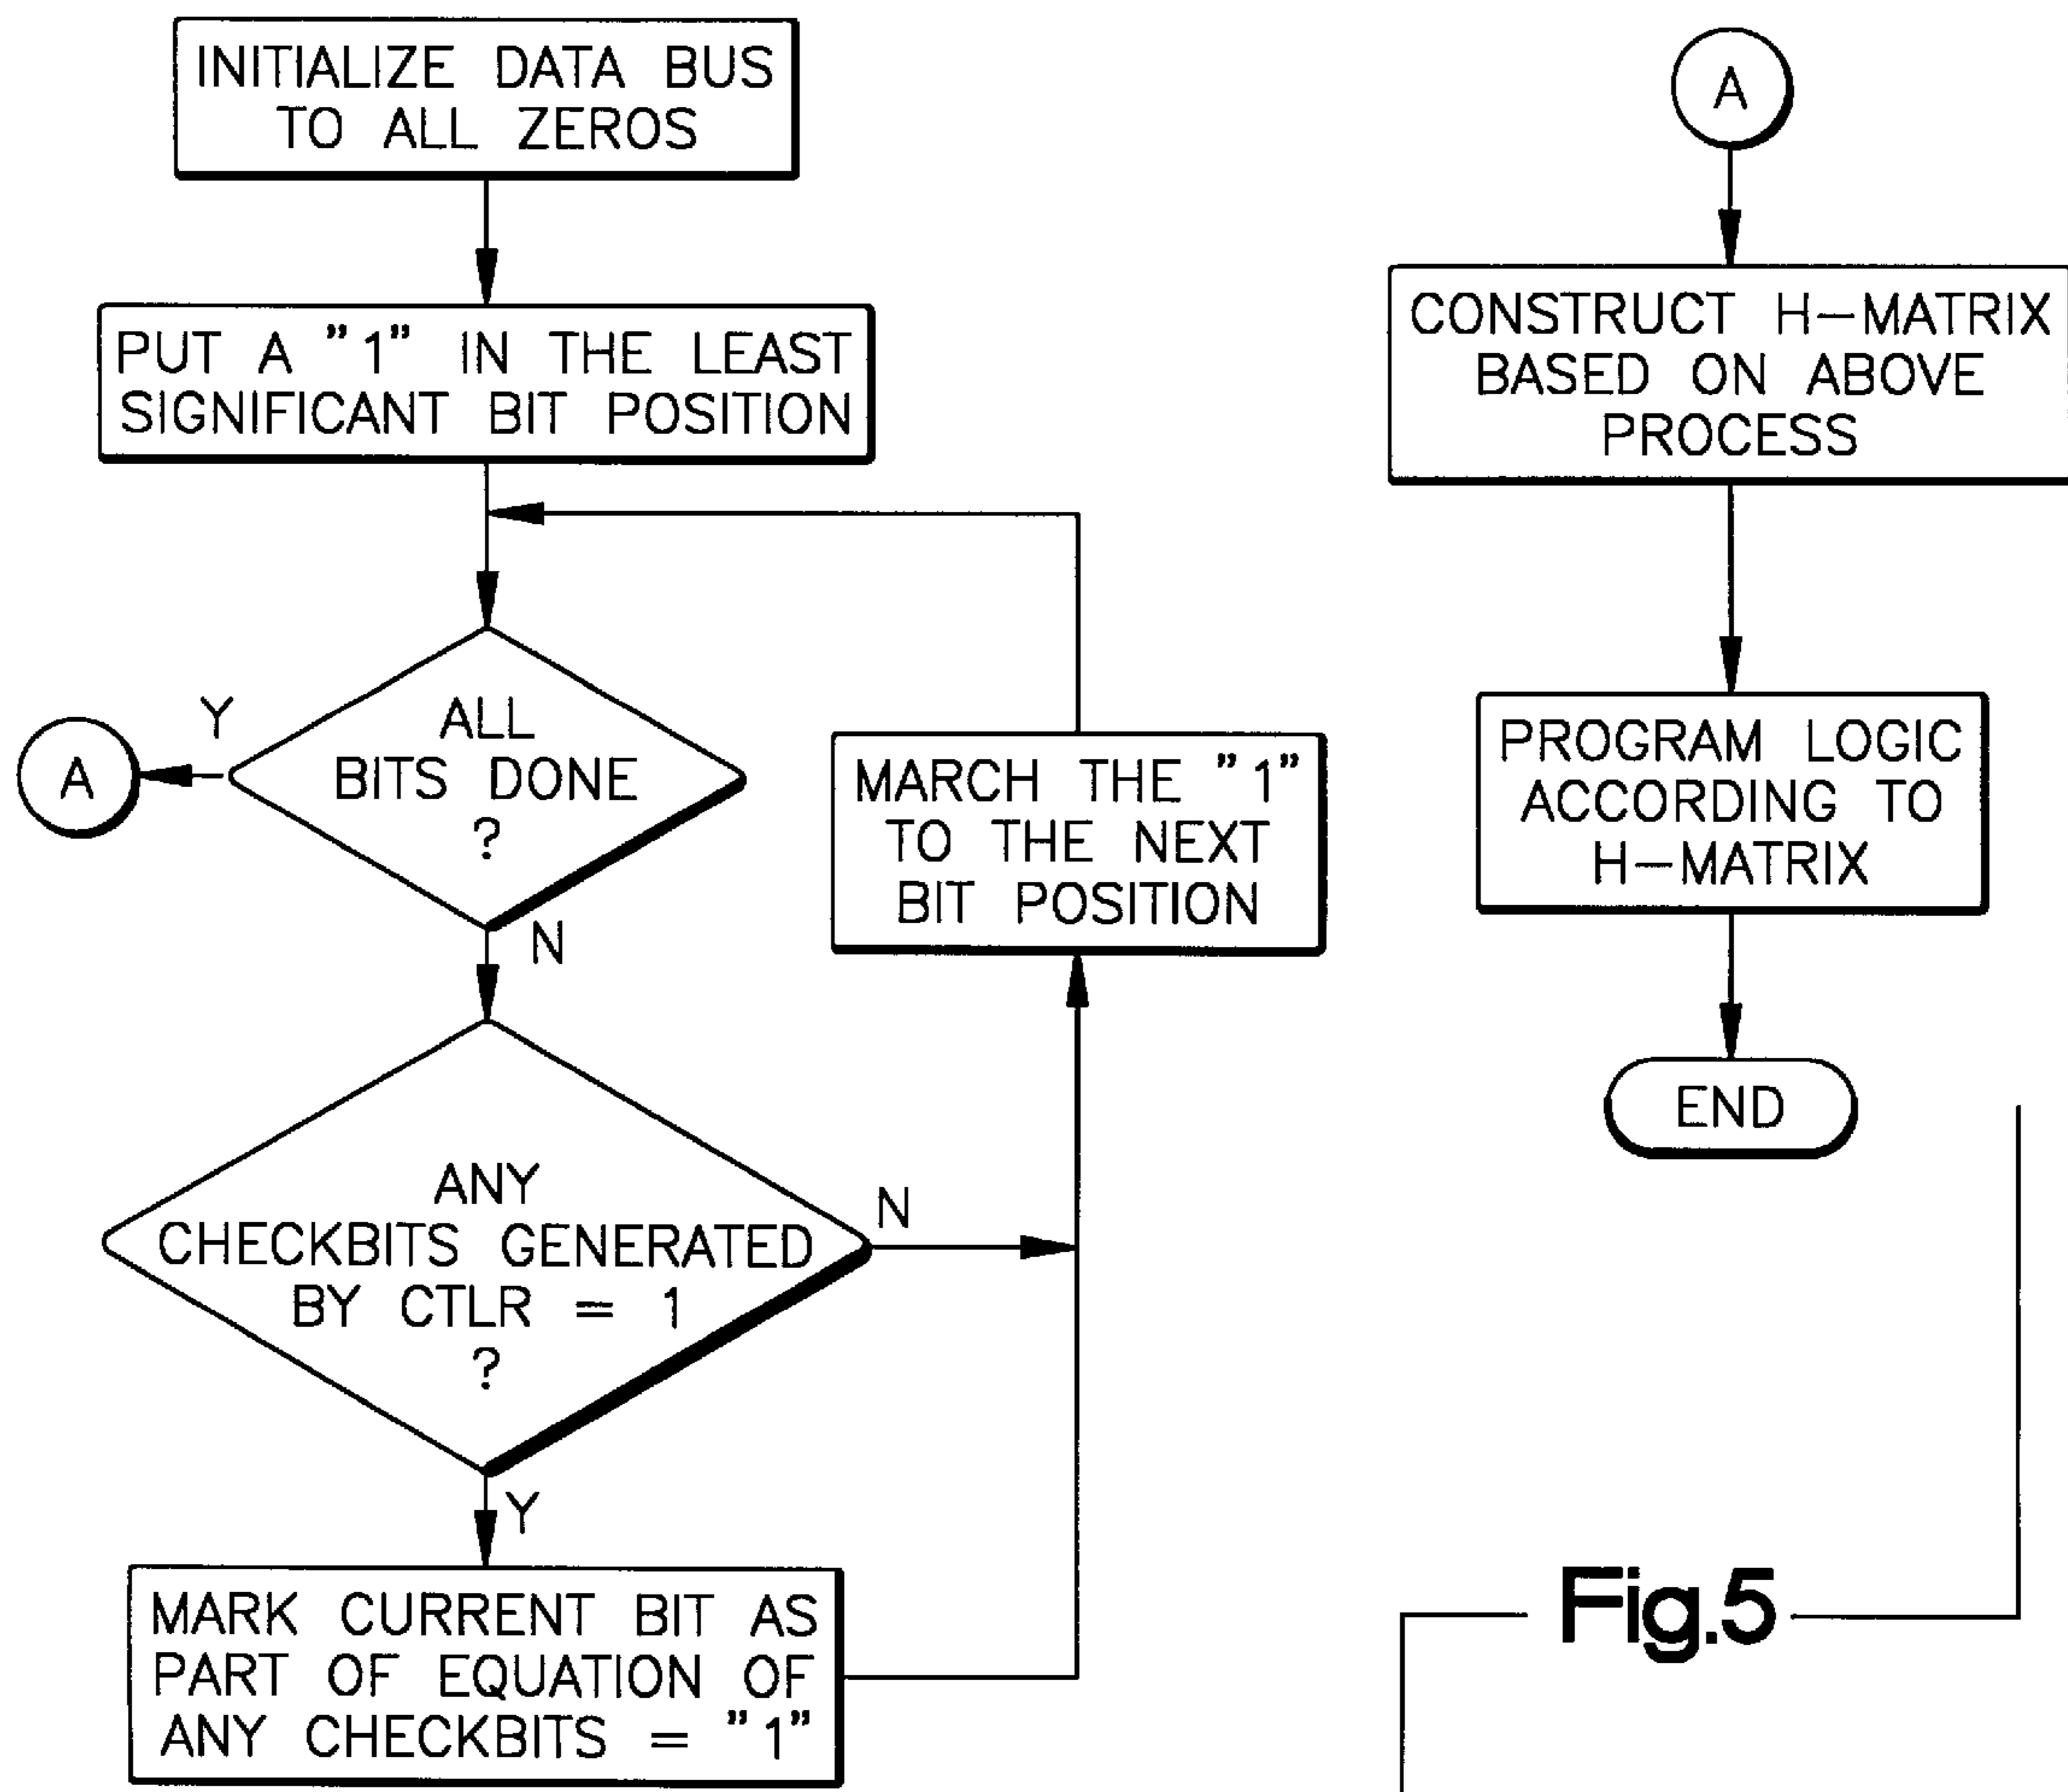 INITIALIZE DATA BUS
TO ALL ZEROS
PUT A "1" IN THE LEAST
SIGNIFICANT BIT POSITION
ALL
BITS DONE
?
Y
A
N
ANY
CHECKBITS GENERATED
BY CTLR = 1
?
N
Y
MARK CURRENT BIT AS
PART OF EQUATION OF
ANY CHECKBITS = "1"
MARCH THE "1"
TO THE NEXT
BIT POSITION
A
CONSTRUCT H-MATRIX
BASED ON ABOVE
PROCESS
PROGRAM LOGIC
ACCORDING TO
H-MATRIX
END
Fig.5